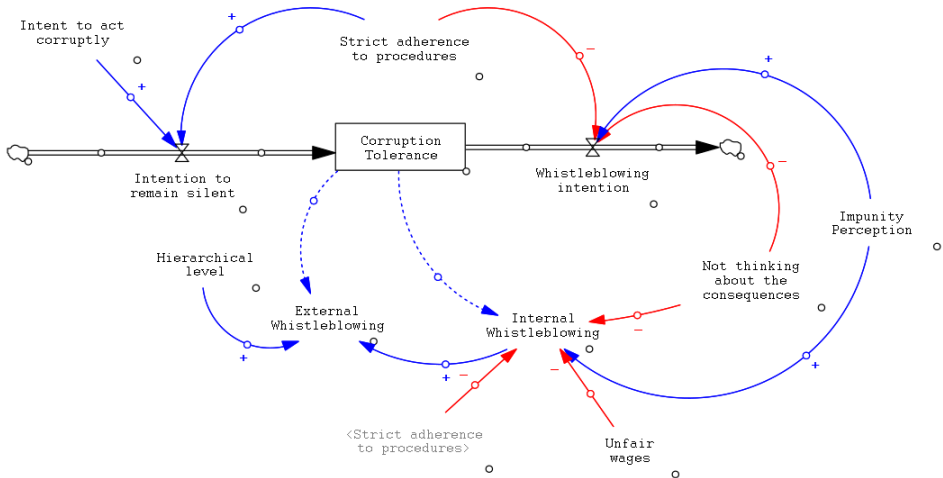 Intent to act
corruptly
+
+
Strict adherence
to procedures
−
+
−
Corruption
Tolerance
Intention to
remain silent
Whistleblowing
intention
Impunity
Perception
Hierarchical
level
Not thinking
about the
consequences
External
Whistleblowing
Internal
Whistleblowing
−
+
+
−
−
+
<Strict adherence
to procedures>
Unfair
wages